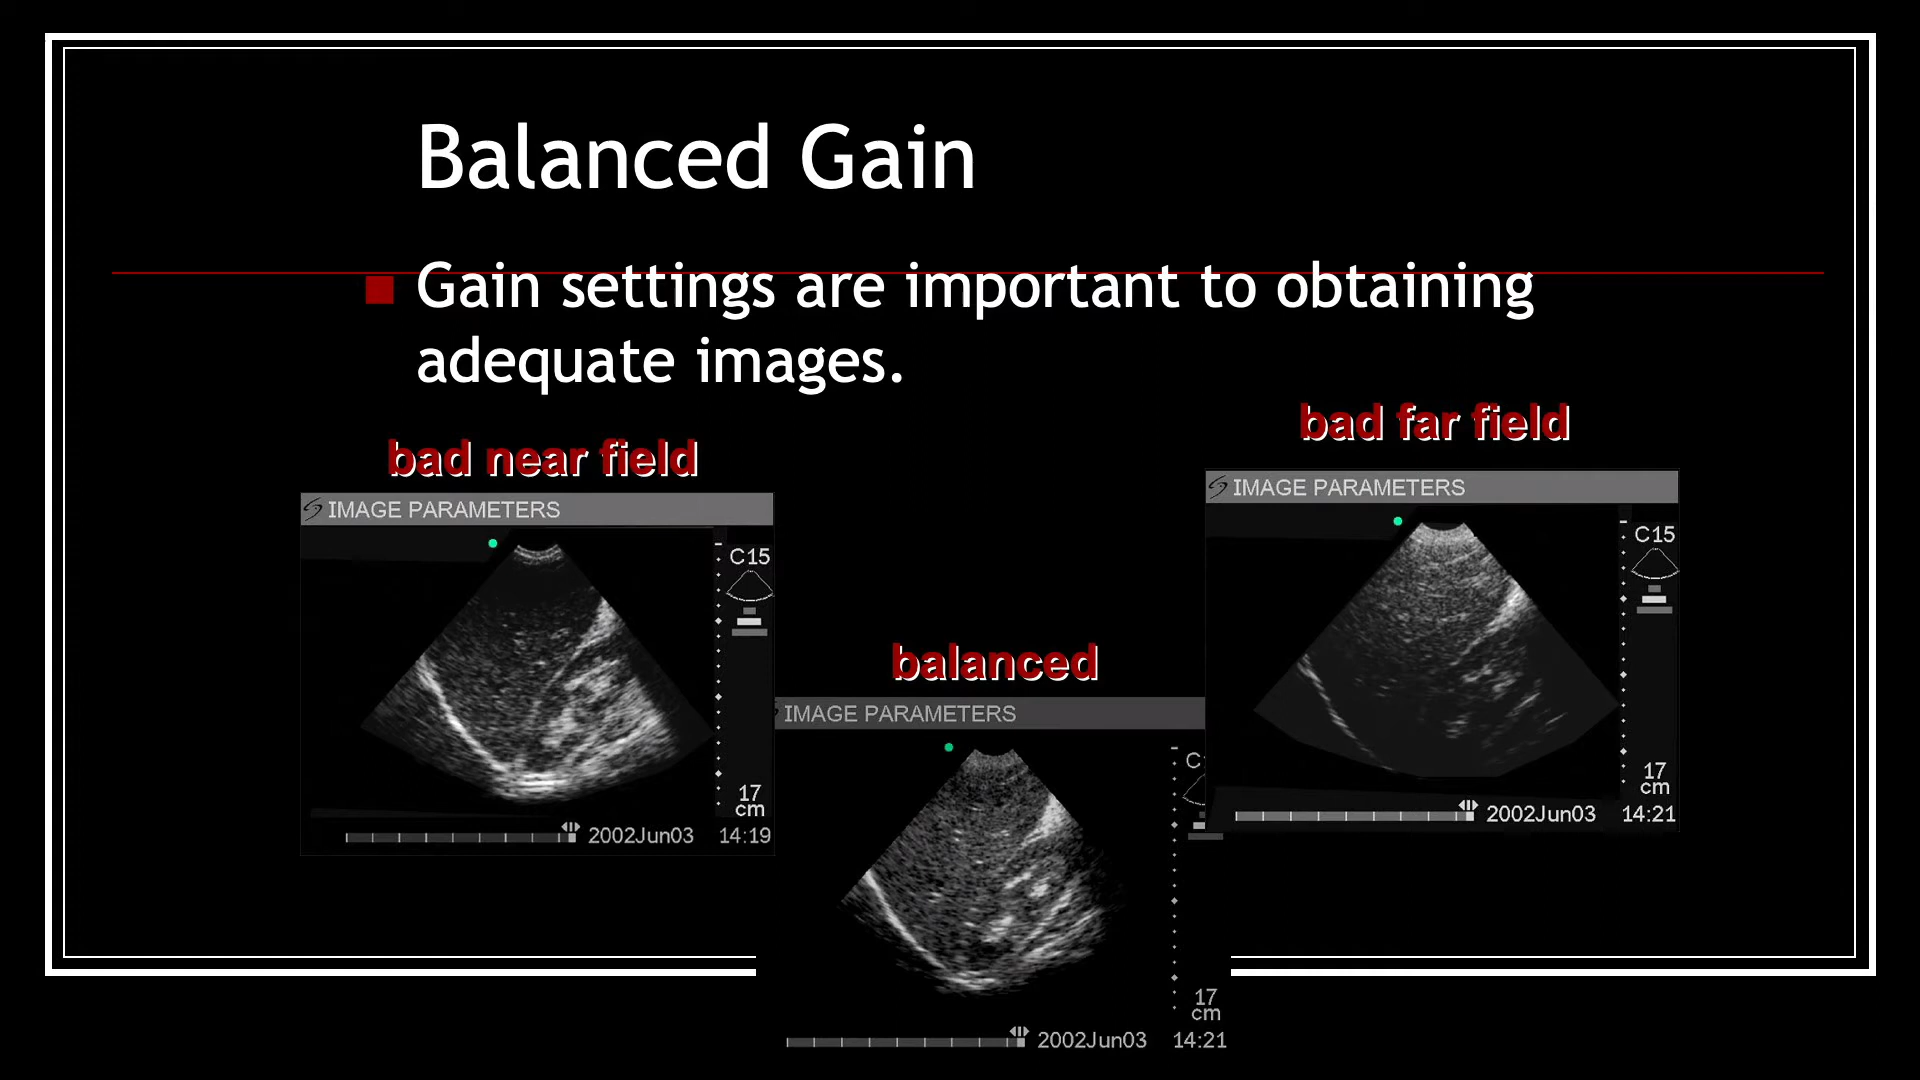 Balanced Gain
Gain settings are important to obtaining
adequate images.
bad near field
IMAGE PARAMETERS
C15
17
cm
2002Jun03 14:19
balanced
IMAGE PARAMETERS
C
17
cm
2002Jun03 14:21
bad far field
IMAGE PARAMETERS
C15
17
cm
2002Jun03 14:21